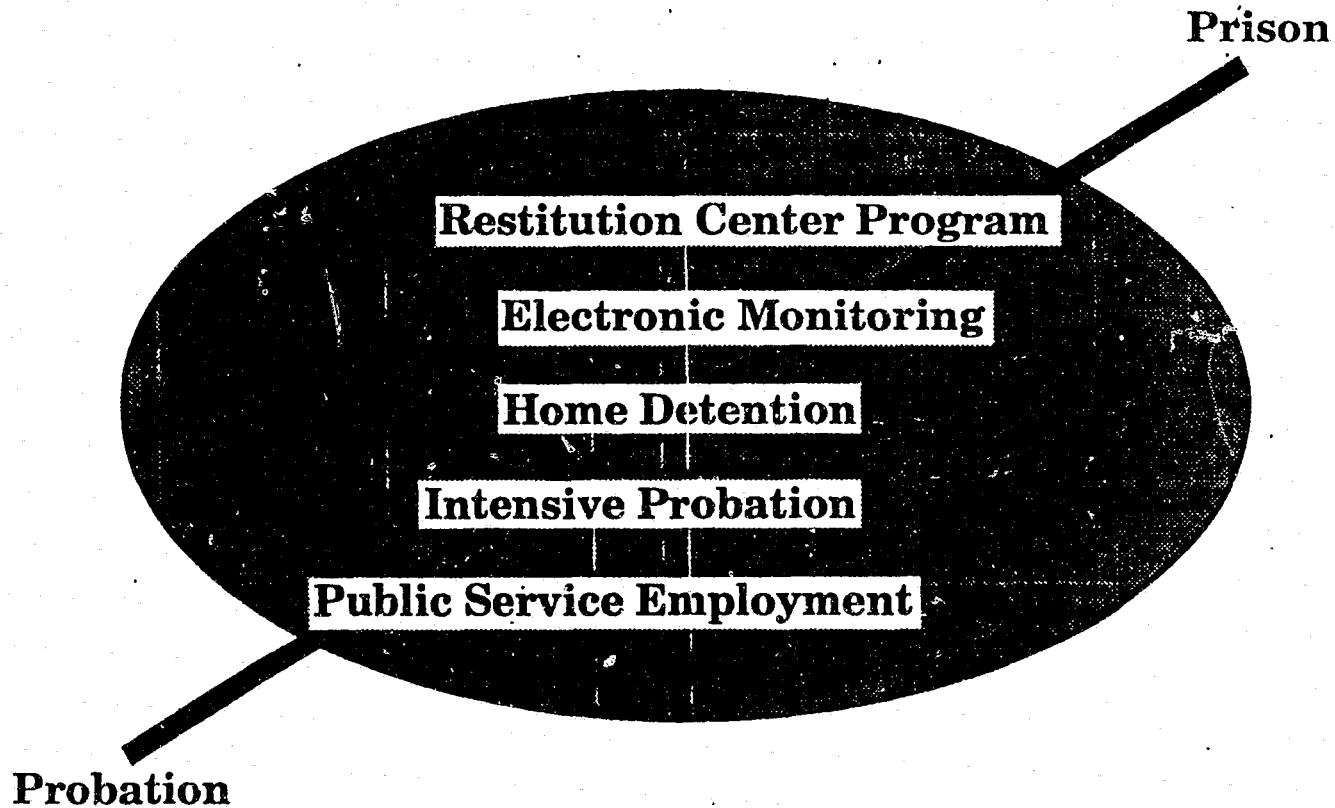 Prison
Restitution Center Program
Electronic Monitoring
Home Detention
Intensive Probation
Public Service Employment
Probation